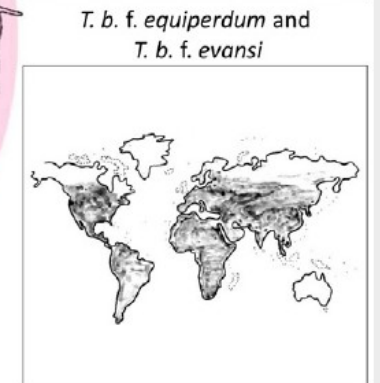 T. b. f. equiperdum and
T. b. f. evansi